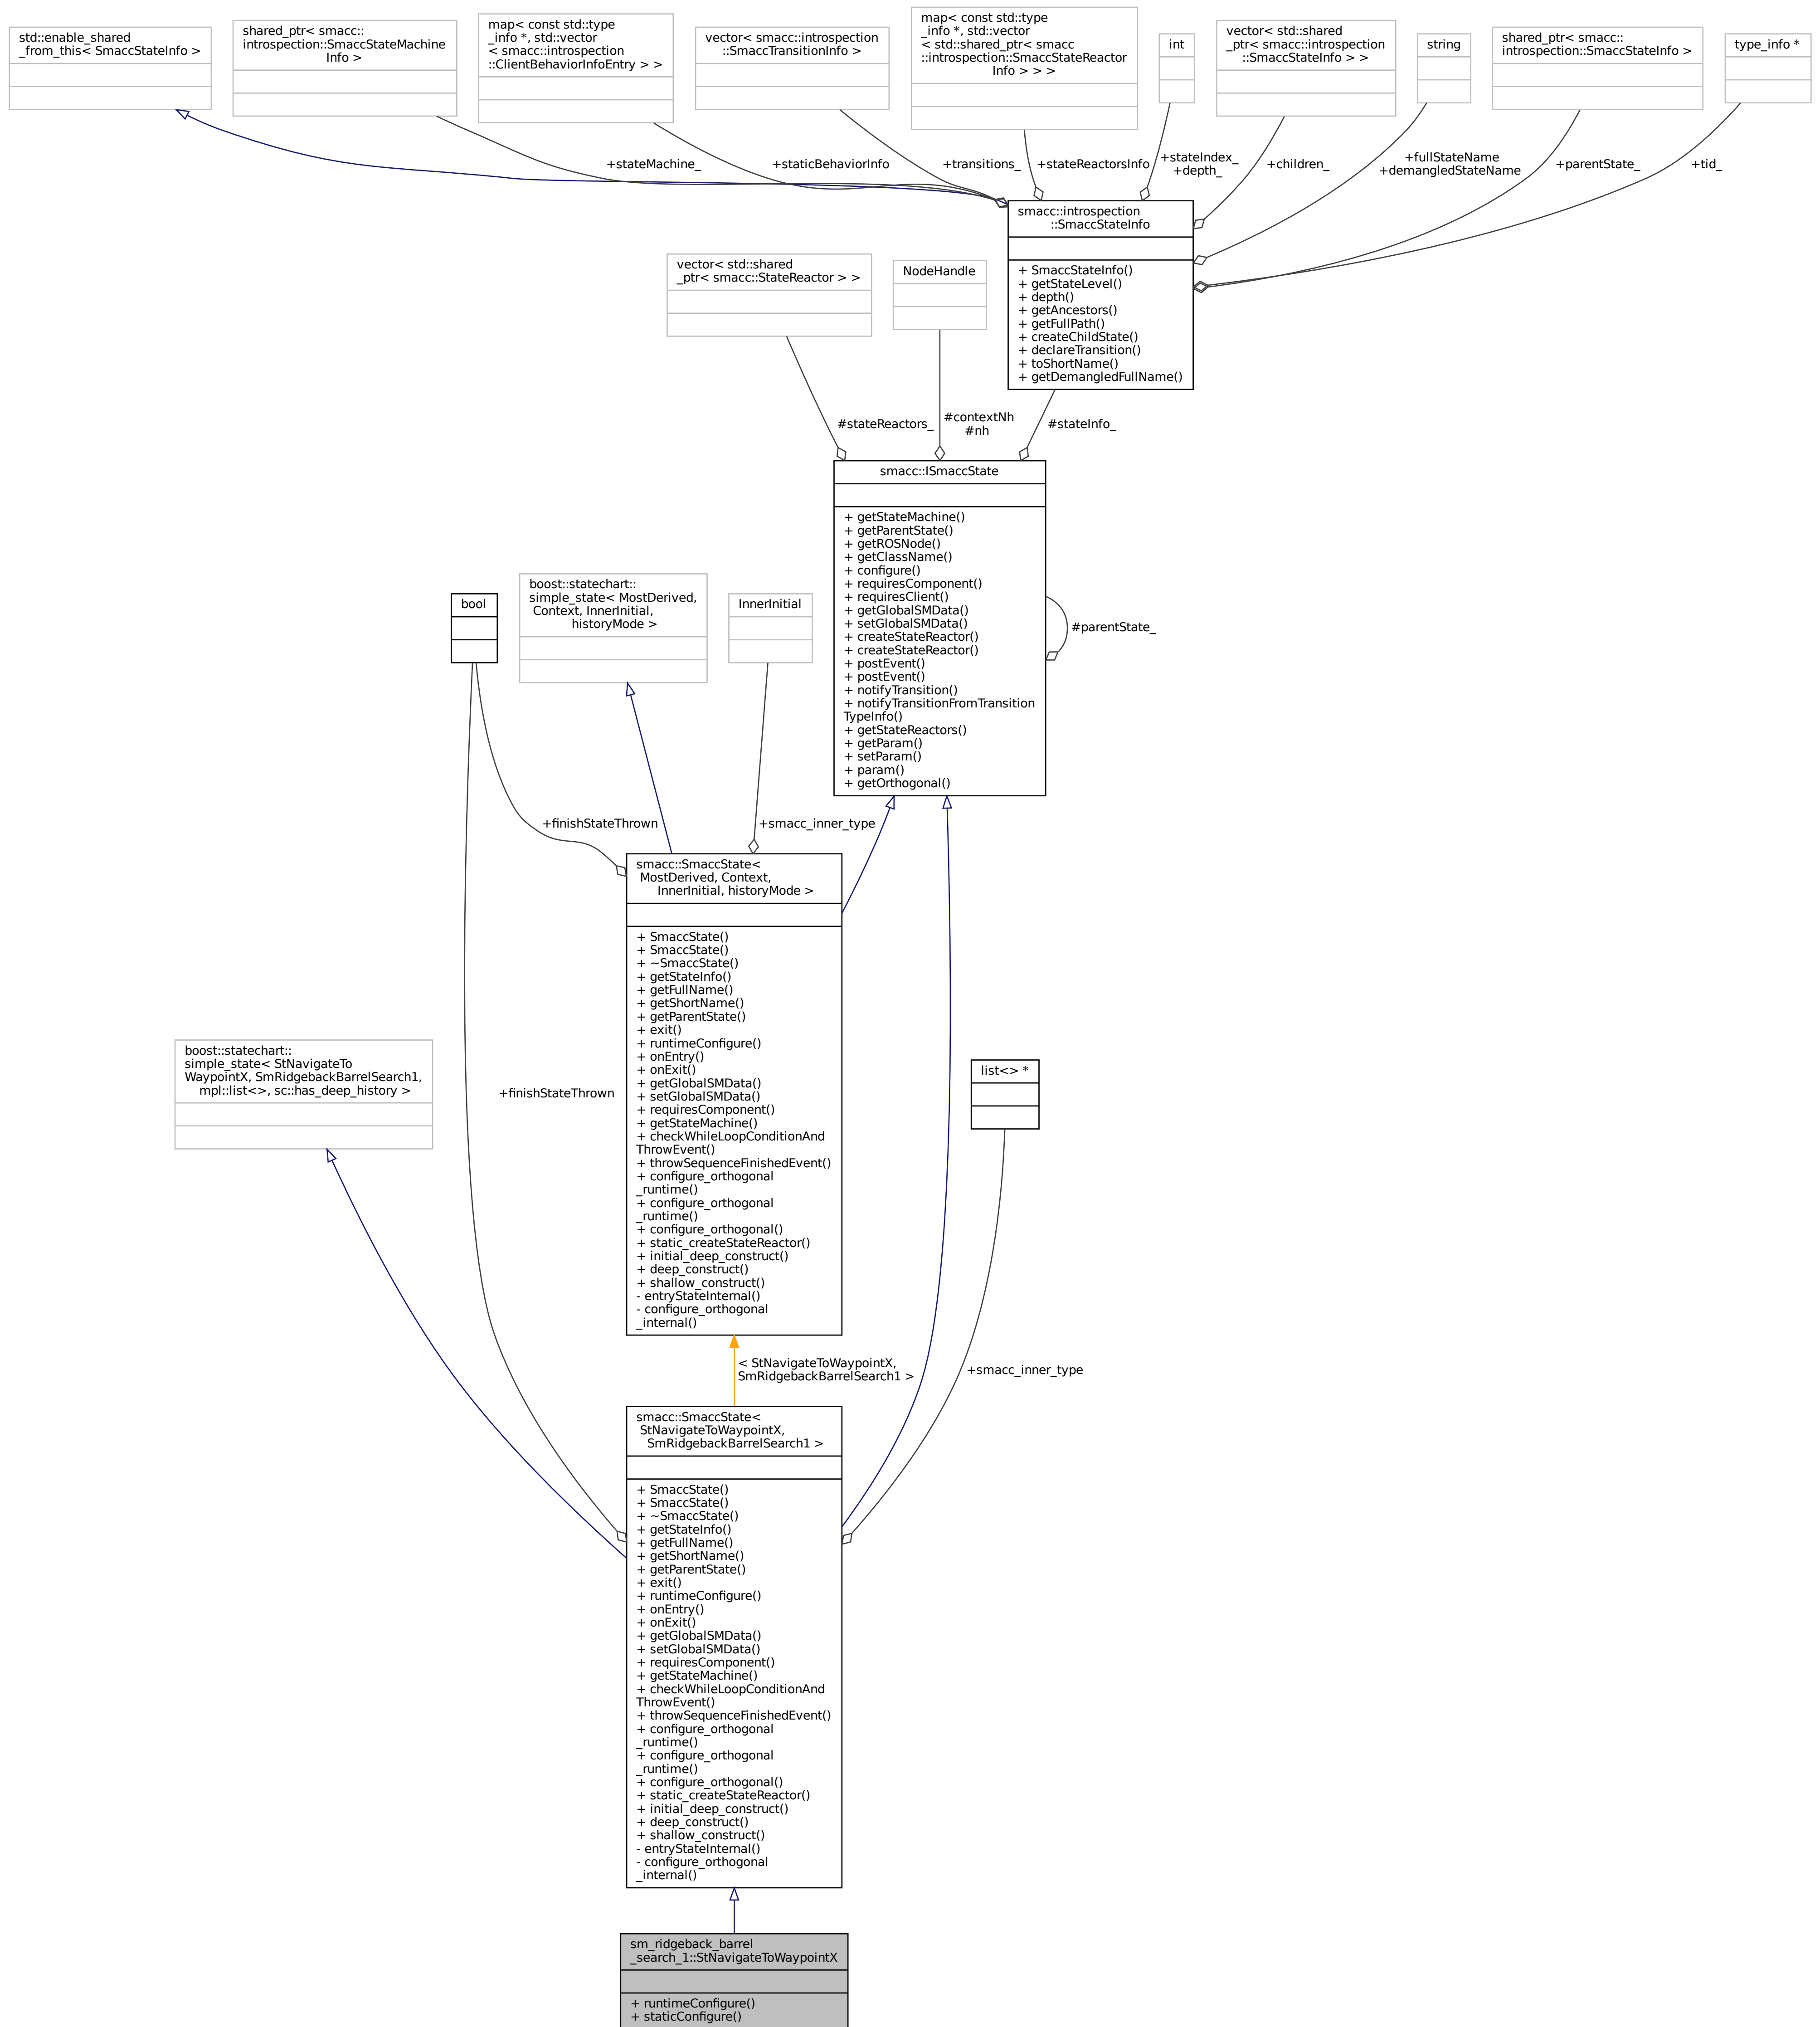 std::enable_shared
_from_this< SmaccStateInfo >
shared_ptr< smacc::
introspection::SmaccStateMachine
Info >
map< const std::type
_info *, std::vector
< smacc::introspection
::ClientBehaviorInfoEntry > >
vector< smacc::introspection
::SmaccTransitionInfo >
map< const std::type
_info *, std::vector
< std::shared_ptr< smacc
::introspection::SmaccStateReactor
Info > > >
int
vector< std::shared
_ptr< smacc::introspection
::SmaccStateInfo > >
string
shared_ptr< smacc::
introspection::SmaccStateInfo >
type_info *
+stateMachine_
+staticBehaviorInfo
+transitions_
+stateReactorsInfo
+stateIndex_
+depth_
+children_
+fullStateName
+demangledStateName
+parentState_
+tid_
smacc::introspection
::SmaccStateInfo
+ SmaccStateInfo()
+ getStateLevel()
+ depth()
+ getAncestors()
+ getFullPath()
+ createChildState()
+ declareTransition()
+ toShortName()
+ getDemangledFullName()
vector< std::shared
_ptr< smacc::StateReactor > >
NodeHandle
#stateReactors_
#contextNh
#nh
#stateInfo_
smacc::ISmaccState
+ getStateMachine()
+ getParentState()
+ getROSNode()
+ getClassName()
+ configure()
+ requiresComponent()
+ requiresClient()
+ getGlobalSMData()
+ setGlobalSMData()
+ createStateReactor()
+ createStateReactor()
+ postEvent()
+ postEvent()
+ notifyTransition()
+ notifyTransitionFromTransition
TypeInfo()
+ getStateReactors()
+ getParam()
+ setParam()
+ param()
+ getOrthogonal()
#parentState_
bool
boost::statechart::
simple_state< MostDerived,
Context, InnerInitial,
historyMode >
InnerInitial
+finishStateThrown
+smacc_inner_type
smacc::SmaccState<
MostDerived, Context,
InnerInitial, historyMode >
+ SmaccState()
+ SmaccState()
+ ~SmaccState()
+ getStateInfo()
+ getFullName()
+ getShortName()
+ getParentState()
+ exit()
+ runtimeConfigure()
+ onEntry()
+ onExit()
+ getGlobalSMData()
+ setGlobalSMData()
+ requiresComponent()
+ getStateMachine()
+ checkWhileLoopConditionAnd
ThrowEvent()
+ throwSequenceFinishedEvent()
+ configure_orthogonal
_runtime()
+ configure_orthogonal
_runtime()
+ configure_orthogonal()
+ static_createStateReactor()
+ initial_deep_construct()
+ deep_construct()
+ shallow_construct()
- entryStateInternal()
- configure_orthogonal
_internal()
boost::statechart::
simple_state< StNavigateTo
WaypointX, SmRidgebackBarrelSearch1,
mpl::list<>, sc::has_deep_history >
+finishStateThrown
list<> *
< StNavigateToWaypointX,
SmRidgebackBarrelSearch1 >
+smacc_inner_type
smacc::SmaccState<
StNavigateToWaypointX,
SmRidgebackBarrelSearch1 >
+ SmaccState()
+ SmaccState()
+ ~SmaccState()
+ getStateInfo()
+ getFullName()
+ getShortName()
+ getParentState()
+ exit()
+ runtimeConfigure()
+ onEntry()
+ onExit()
+ getGlobalSMData()
+ setGlobalSMData()
+ requiresComponent()
+ getStateMachine()
+ checkWhileLoopConditionAnd
ThrowEvent()
+ throwSequenceFinishedEvent()
+ configure_orthogonal
_runtime()
+ configure_orthogonal
_runtime()
+ configure_orthogonal()
+ static_createStateReactor()
+ initial_deep_construct()
+ deep_construct()
+ shallow_construct()
- entryStateInternal()
- configure_orthogonal
_internal()
sm_ridgeback_barrel
_search_1::StNavigateToWaypointX
+ runtimeConfigure()
+ staticConfigure()